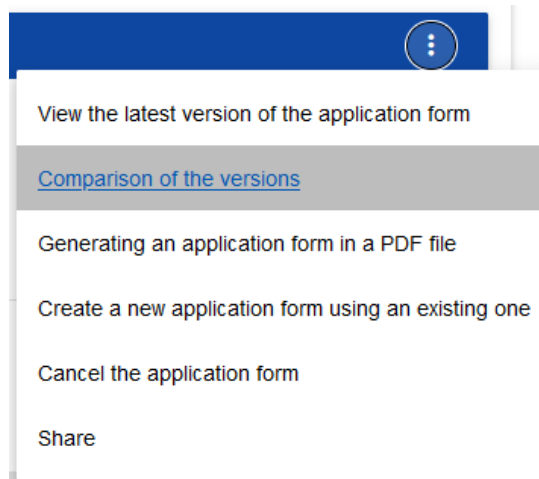 View the latest version of the application form
Comparison of the versions
Generating an application form in a PDF file
Create a new application form using an existing one
Cancel the application form
Share